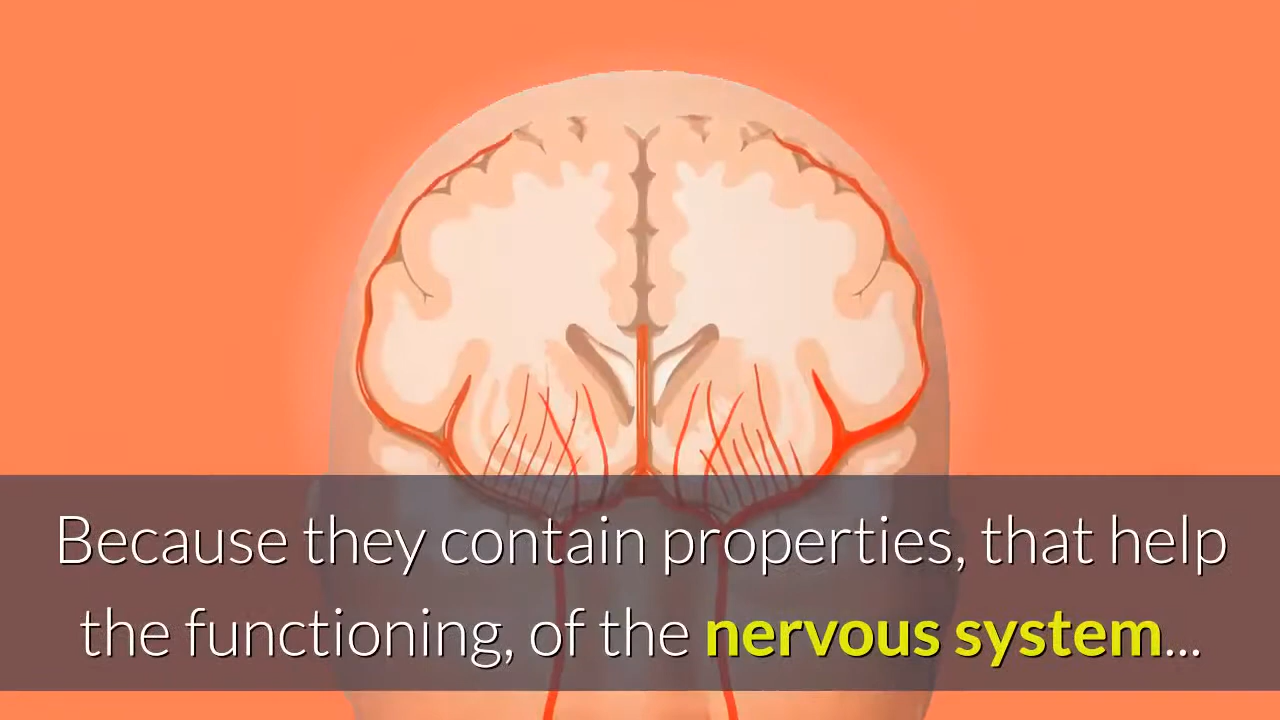 Because they contain properties, that help
the functioning, of the nervous system...